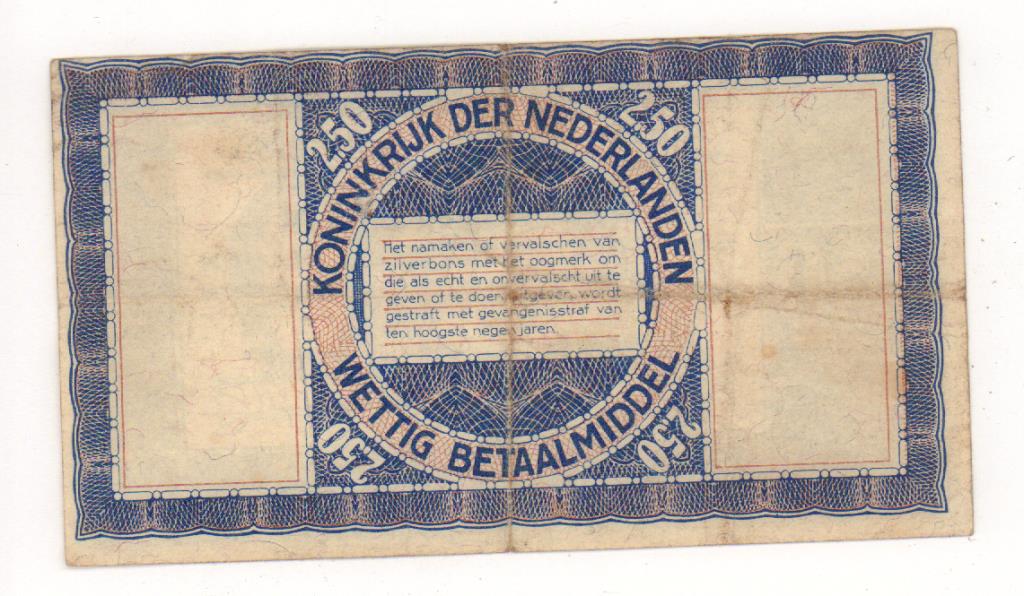 2.50
2.50
KONINKRIJK DER NEDERLANDEN
Het namaken of vervalschen van
zilverbons met het oogmerk om
die als echt en onvervalscht uit te
geven of te doen uitgeven, wordt
gestraft met gevangenisstraf van
ten hoogste negen jaren.
WETTIG BETAALMIDDEL
2.50
2.50